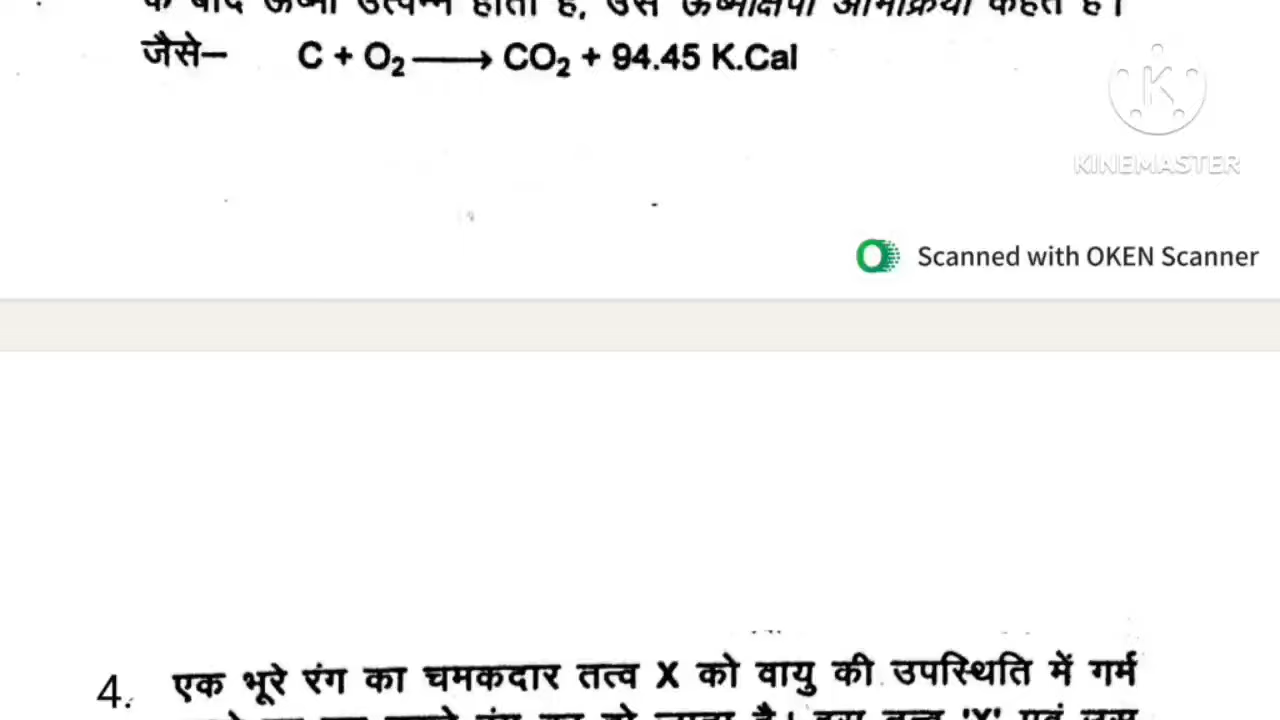 के बाद ऊष्मा उत्पन्न होती है, उसे ऊष्माक्षेपी अभिक्रिया कहते हैं।
जैसे– C + O₂ ⟶ CO₂ + 94.45 K.Cal
KINEMASTER
Scanned with OKEN Scanner
4. एक भूरे रंग का चमकदार तत्व X को वायु की उपस्थिति में गर्म